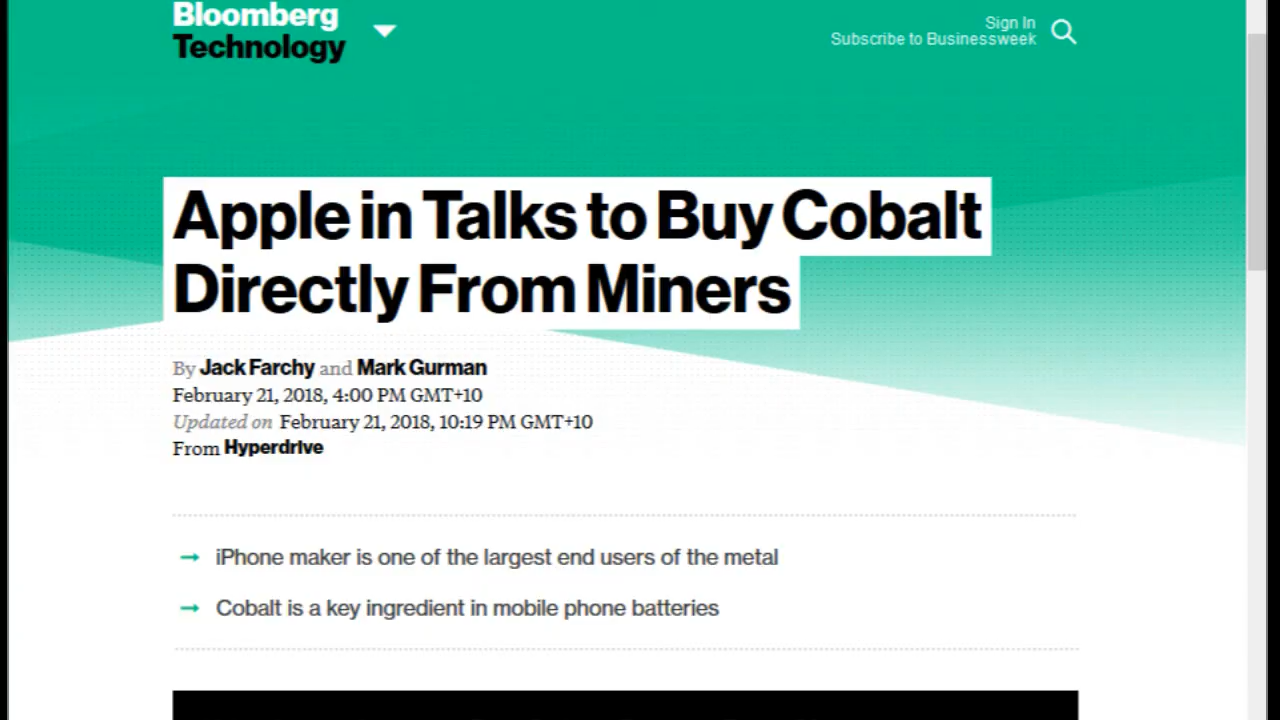 Bloomberg
Technology
Sign In
Subscribe to Businessweek
Apple in Talks to Buy Cobalt
Directly From Miners
By Jack Farchy and Mark Gurman
February 21, 2018, 4:00 PM GMT+10
Updated on February 21, 2018, 10:19 PM GMT+10
From Hyperdrive
→ iPhone maker is one of the largest end users of the metal
→ Cobalt is a key ingredient in mobile phone batteries